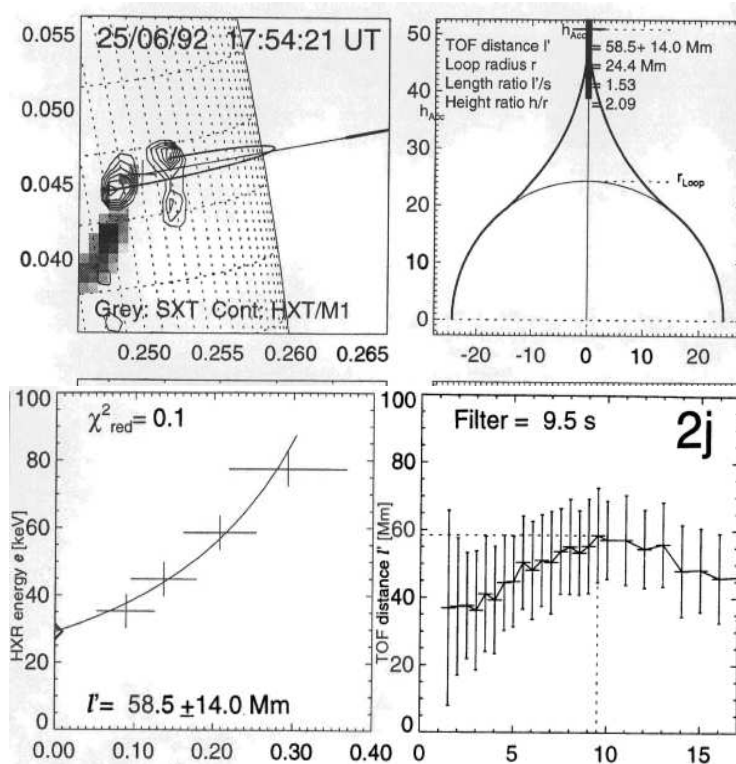 25/06/92 17:54:21 UT
0.055
0.050
0.045
0.040
Grey: SXT Cont: HXT/M1
0.250 0.255 0.260 0.265
50
40
30
20
10
0
h_Acc
h_Acc
TOF distance l' = 58.5+ 14.0 Mm
Loop radius r = 24.4 Mm
Length ratio l'/s = 1.53
Height ratio h/r = 2.09
r_Loop
-20 -10 0 10 20
100
80
60
40
20
0
HXR energy e [keV]
χ²_red= 0.1
l'= 58.5 ±14.0 Mm
0.00 0.10 0.20 0.30 0.40
100
80
60
40
20
0
TOF distance l' [Mm]
Filter = 9.5 s
2j
0 5 10 15